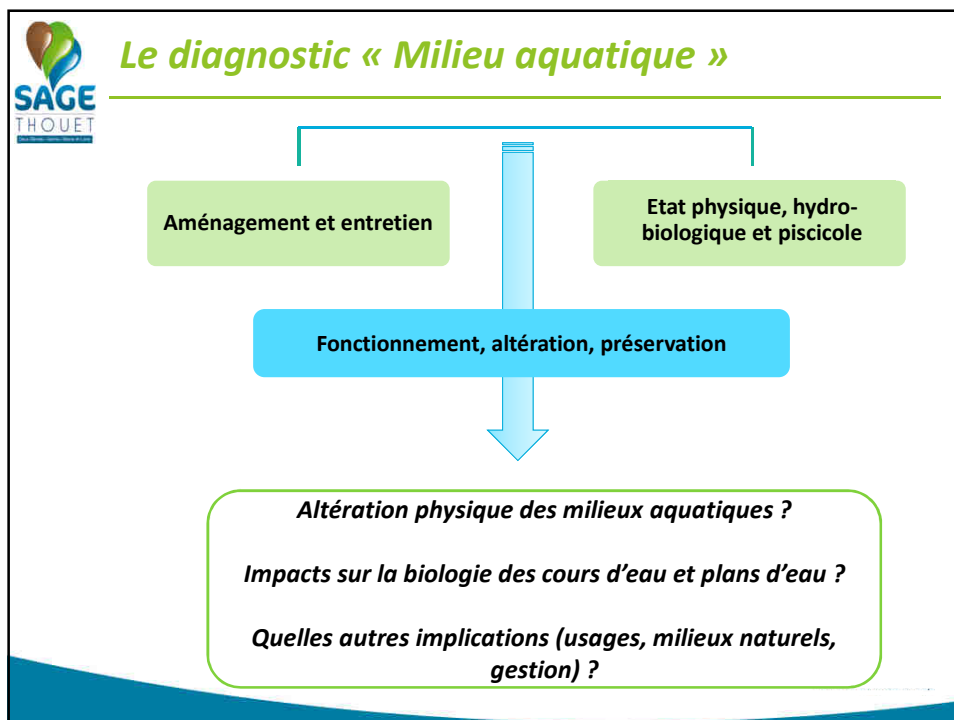 Le diagnostic « Milieu aquatique »
SAGE
THOUET
Aménagement et entretien
Etat physique, hydro-
biologique et piscicole
Fonctionnement, altération, préservation
Altération physique des milieux aquatiques ?
Impacts sur la biologie des cours d’eau et plans d’eau ?
Quelles autres implications (usages, milieux naturels,
gestion) ?